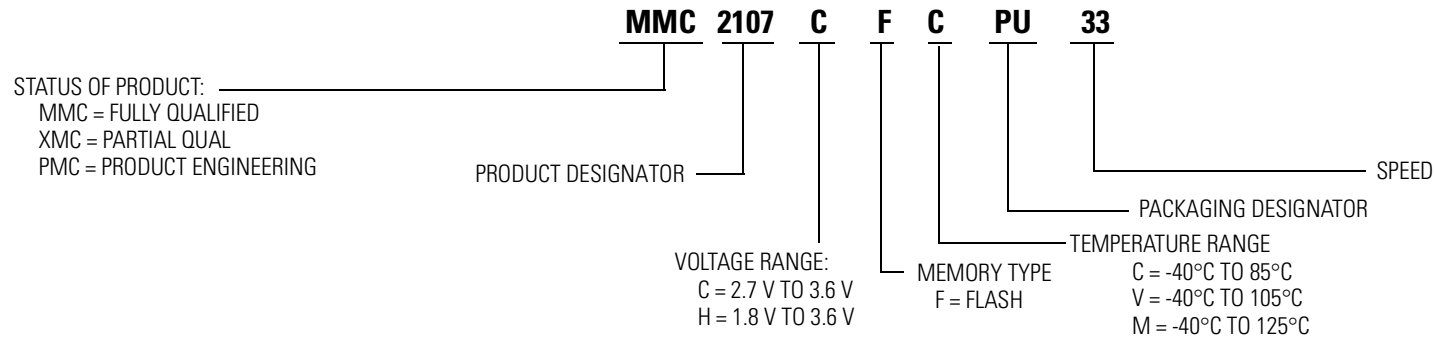 MMC 2107 C F C PU 33
STATUS OF PRODUCT:
MMC = FULLY QUALIFIED
XMC = PARTIAL QUAL
PMC = PRODUCT ENGINEERING
PRODUCT DESIGNATOR
SPEED
PACKAGING DESIGNATOR
VOLTAGE RANGE:
C = 2.7 V TO 3.6 V
H = 1.8 V TO 3.6 V
MEMORY TYPE
F = FLASH
TEMPERATURE RANGE
C = -40°C TO 85°C
V = -40°C TO 105°C
M = -40°C TO 125°C